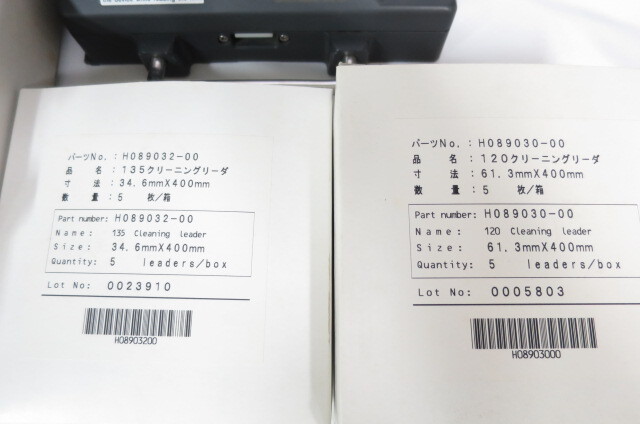 パーツNo. : H089032-00
品 名 : 135クリーニングリーダ
寸 法 : 34.6mmX400mm
数 量 : 5 枚/箱
Part number: H089032-00
Name: 135 Cleaning leader
Size: 34.6mmX400mm
Quantity: 5 leaders/box
Lot No: 0023910
H08903200
パーツNo. : H089030-00
品 名 : 120クリーニングリーダ
寸 法 : 61.3mmX400mm
数 量 : 5 枚/箱
Part number: H089030-00
Name: 120 Cleaning leader
Size: 61.3mmX400mm
Quantity: 5 leaders/box
Lot No: 0005803
H08903000